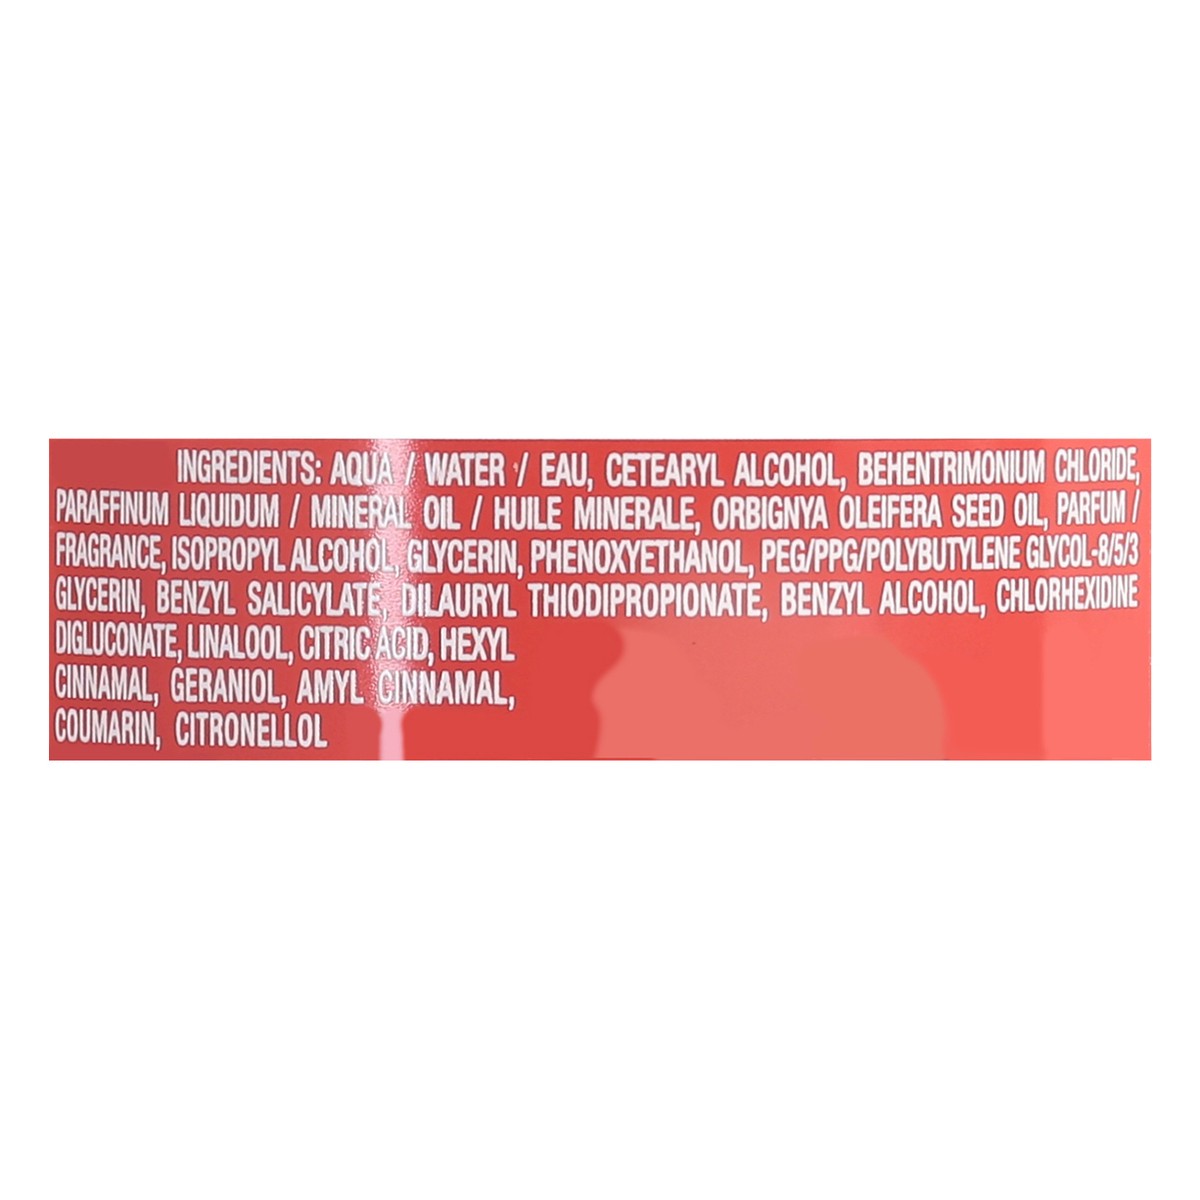 INGREDIENTS: AQUA / WATER / EAU, CETEARYL ALCOHOL, BEHENTRIMONIUM CHLORIDE,
PARAFFINUM LIQUIDUM / MINERAL OIL / HUILE MINERALE, ORBIGNYA OLEIFERA SEED OIL, PARFUM /
FRAGRANCE, ISOPROPYL ALCOHOL, GLYCERIN, PHENOXYETHANOL, PEG/PPG/POLYBUTYLENE GLYCOL-8/5/3
GLYCERIN, BENZYL SALICYLATE, DILAURYL THIODIPROPIONATE, BENZYL ALCOHOL, CHLORHEXIDINE
DIGLUCONATE, LINALOOL, CITRIC ACID, HEXYL
CINNAMAL, GERANIOL, AMYL CINNAMAL,
COUMARIN, CITRONELLOL